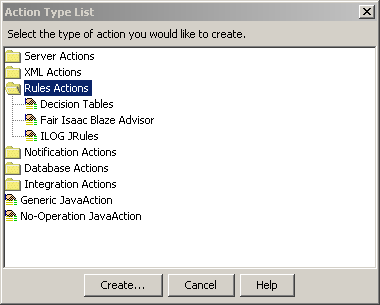 Action Type List
Select the type of action you would like to create.
Server Actions
XML Actions
Rules Actions
Decision Tables
Fair Isaac Blaze Advisor
ILOG JRules
Notification Actions
Database Actions
Integration Actions
Generic JavaAction
No-Operation JavaAction
Create... Cancel Help